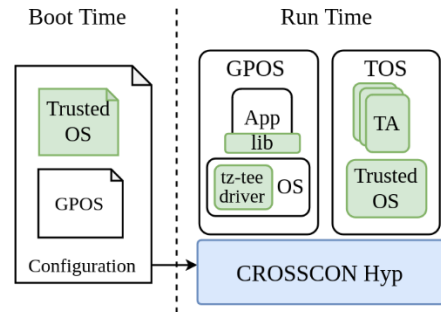 Boot Time
Run Time
Trusted
OS
GPOS
Configuration
GPOS
App
lib
tz-tee
driver
OS
TOS
TA
Trusted
OS
CROSSCON Hyp